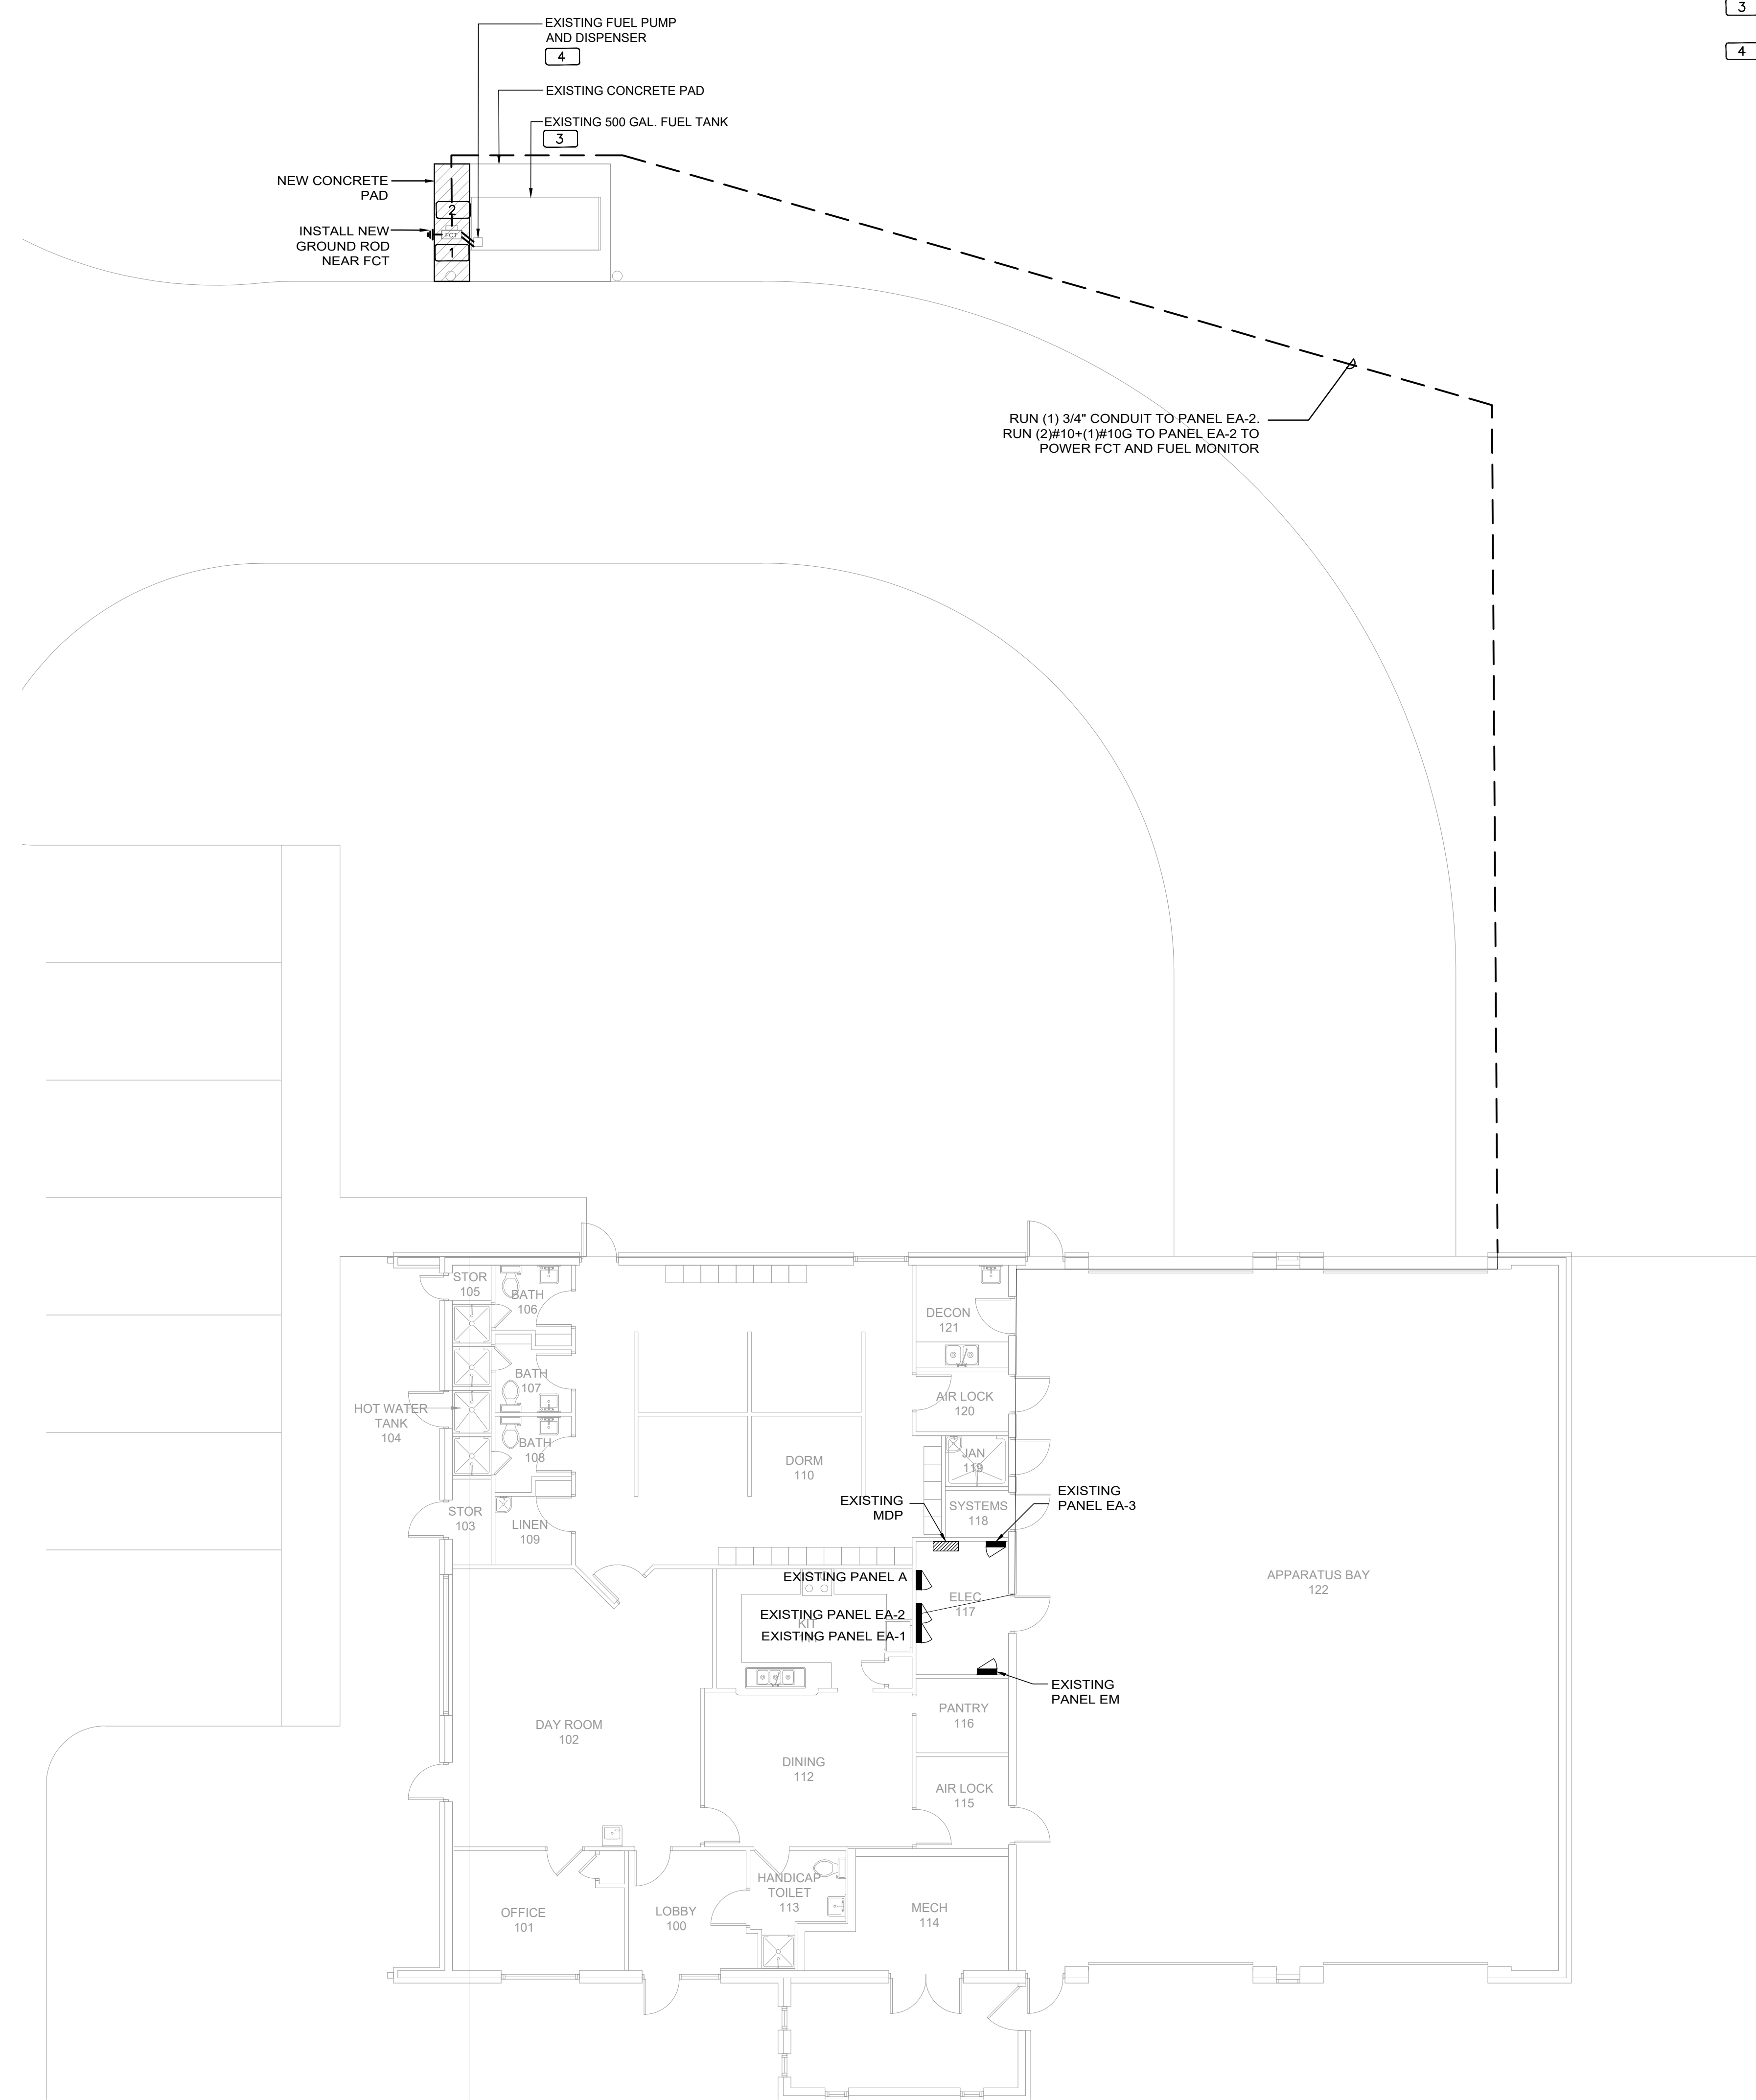 3
EXISTING FUEL PUMP
AND DISPENSER
4
4
EXISTING CONCRETE PAD
EXISTING 500 GAL. FUEL TANK
3
NEW CONCRETE
PAD
2
INSTALL NEW
GROUND ROD
NEAR FCT
FCT
1
RUN (1) 3/4" CONDUIT TO PANEL EA-2.
RUN (2)#10+(1)#10G TO PANEL EA-2 TO
POWER FCT AND FUEL MONITOR
STOR
105
BATH
106
DECON
121
BATH
107
AIR LOCK
120
HOT WATER
TANK
104
BATH
108
DORM
110
JAN
119
EXISTING
MDP
SYSTEMS
118
EXISTING
PANEL EA-3
STOR
103
LINEN
109
EXISTING PANEL A
ELEC
117
APPARATUS BAY
122
EXISTING PANEL EA-2
KIT
EXISTING PANEL EA-1
EXISTING
PANEL EM
PANTRY
116
DAY ROOM
102
DINING
112
AIR LOCK
115
HANDICAP
TOILET
113
OFFICE
101
LOBBY
100
MECH
114